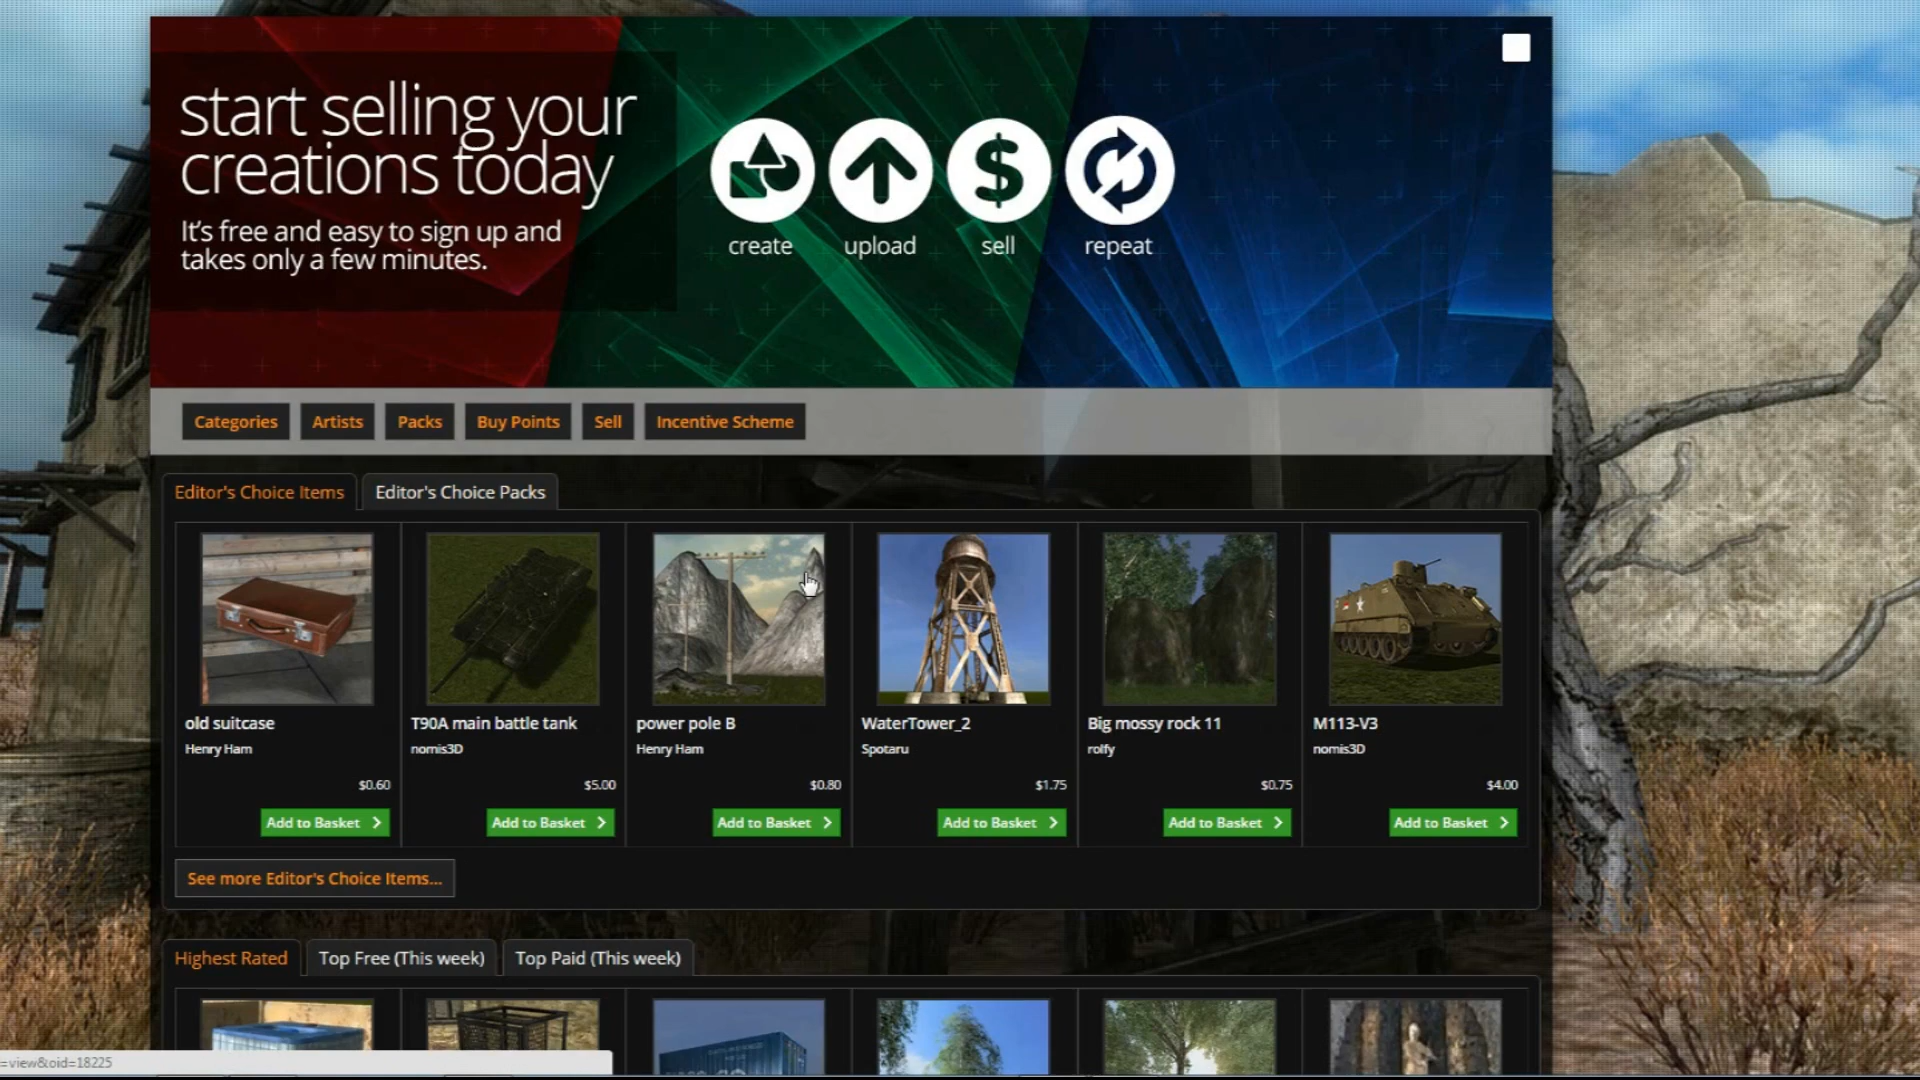 start selling your
creations today
It's free and easy to sign up and
takes only a few minutes.
create upload sell repeat
Categories Artists Packs Buy Points Sell Incentive Scheme
Editor's Choice Items Editor's Choice Packs
old suitcase T90A main battle tank power pole B WaterTower_2 Big mossy rock 11 M113-V3
Henry Ham nomis3D Henry Ham Spotaru rolfy nomis3D
$0.60 $5.00 $0.80 $1.75 $0.75 $4.00
Add to Basket Add to Basket Add to Basket Add to Basket Add to Basket Add to Basket
See more Editor's Choice Items...
Highest Rated Top Free (This week) Top Paid (This week)
=view&oid=18225